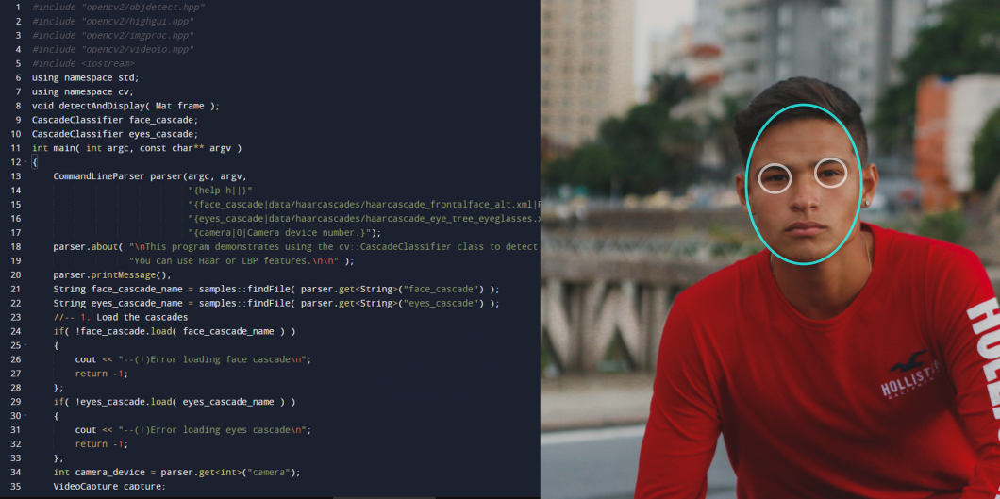 1 #include "opencv2/objdetect.hpp"
2 #include "opencv2/highgui.hpp"
3 #include "opencv2/imgproc.hpp"
4 #include "opencv2/videoio.hpp"
5 #include <iostream>
6 using namespace std;
7 using namespace cv;
8 void detectAndDisplay( Mat frame );
9 CascadeClassifier face_cascade;
10 CascadeClassifier eyes_cascade;
11 int main( int argc, const char** argv )
12 {
13 CommandLineParser parser(argc, argv,
14 "{help h||}"
15 "{face_cascade|data/haarcascades/haarcascade_frontalface_alt.xml|
16 "{eyes_cascade|data/haarcascades/haarcascade_eye_tree_eyeglasses.x
17 "{camera|0|Camera device number.}");
18 parser.about( "\nThis program demonstrates using the cv::CascadeClassifier class to detect
19 "You can use Haar or LBP features.\n\n" );
20 parser.printMessage();
21 String face_cascade_name = samples::findFile( parser.get<String>("face_cascade") );
22 String eyes_cascade_name = samples::findFile( parser.get<String>("eyes_cascade") );
23 //-- 1. Load the cascades
24 if( !face_cascade.load( face_cascade_name ) )
25 {
26 cout << "--(!)Error loading face cascade\n";
27 return -1;
28 };
29 if( !eyes_cascade.load( eyes_cascade_name ) )
30 {
31 cout << "--(!)Error loading eyes cascade\n";
32 return -1;
33 };
34 int camera_device = parser.get<int>("camera");
35 VideoCapture capture;
HOLLIST
HOLL